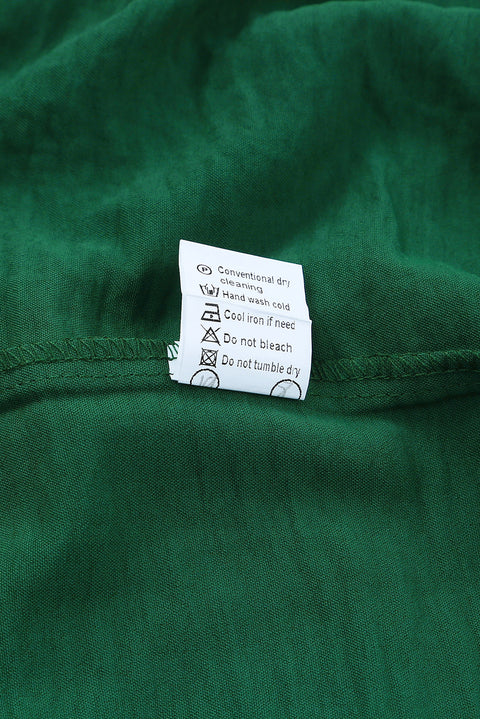 P Conventional dry
cleaning
Hand wash cold
Cool iron if need
Do not bleach
Do not tumble dry